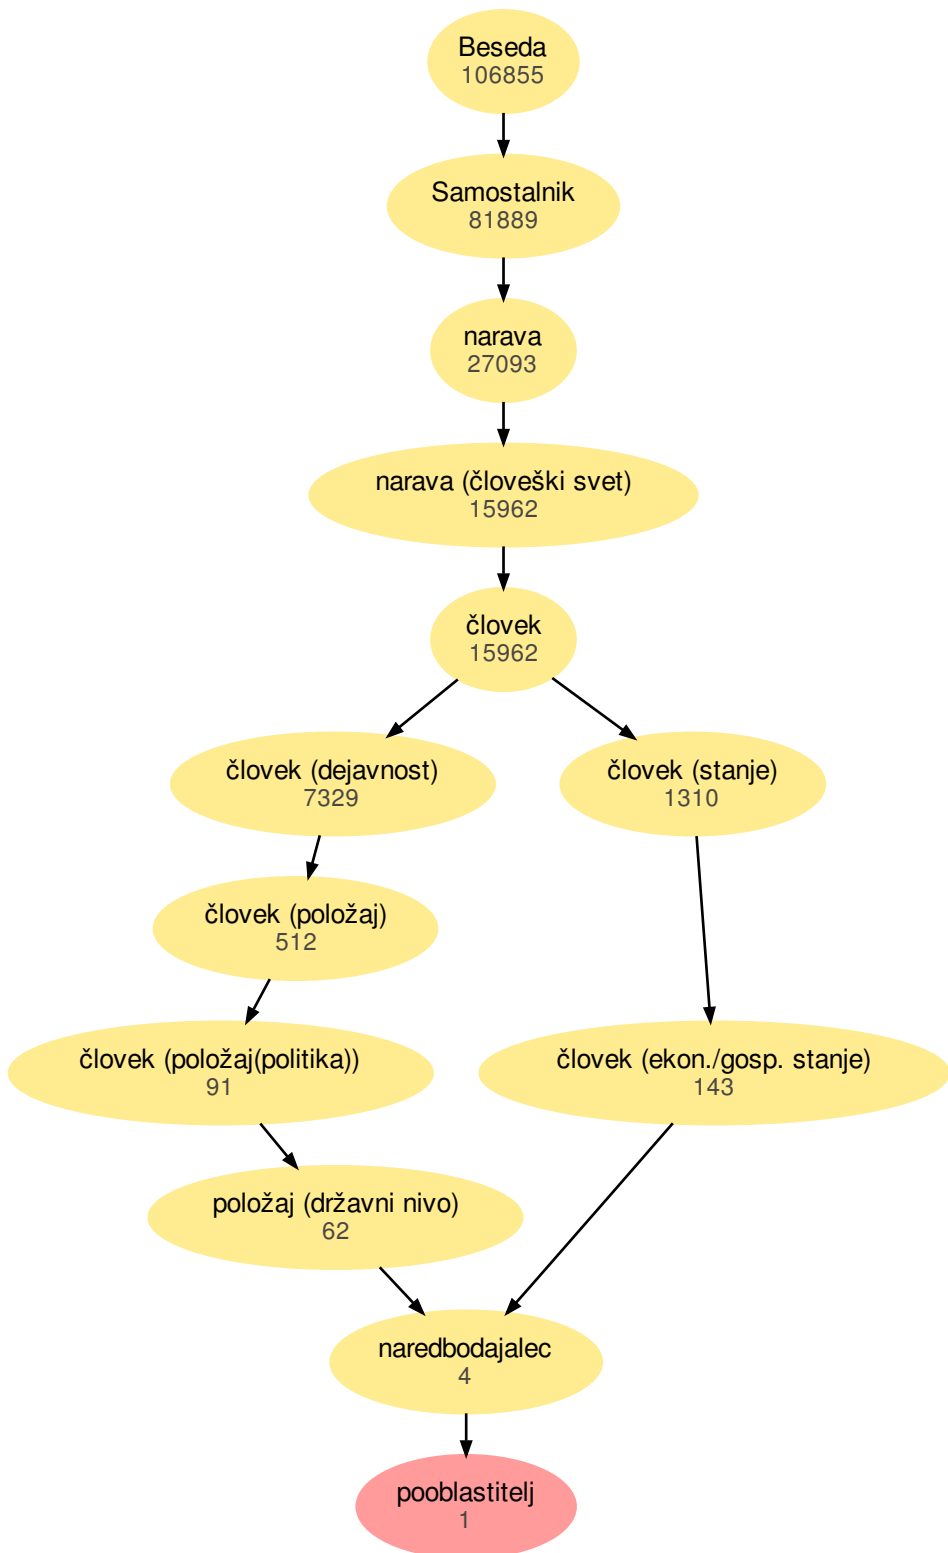 Beseda
106855
Samostalnik
81889
narava
27093
narava (človeški svet)
15962
človek
15962
človek (dejavnost)
7329
človek (stanje)
1310
človek (položaj)
512
človek (položaj(politika))
91
človek (ekon./gosp. stanje)
143
položaj (državni nivo)
62
naredbodajalec
4
pooblastitelj
1